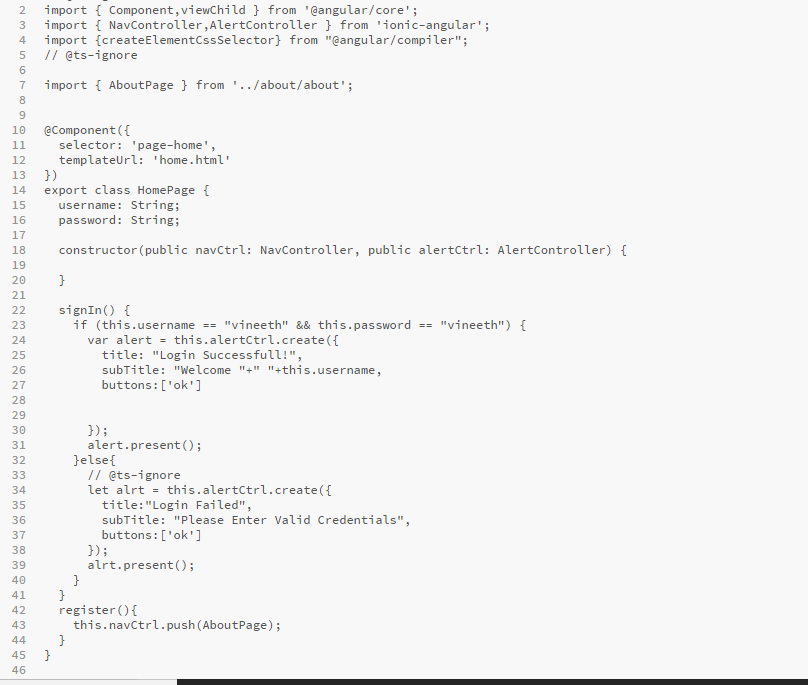 2 import { Component,viewChild } from '@angular/core';
3 import { NavController,AlertController } from 'ionic-angular';
4 import {createElementCssSelector} from "@angular/compiler";
5 // @ts-ignore
6
7 import { AboutPage } from '../about/about';
8
9
10 @Component({
11   selector: 'page-home',
12   templateUrl: 'home.html'
13 })
14 export class HomePage {
15   username: String;
16   password: String;
17
18   constructor(public navCtrl: NavController, public alertCtrl: AlertController) {
19
20   }
21
22   signIn() {
23     if (this.username == "vineeth" && this.password == "vineeth") {
24       var alert = this.alertCtrl.create({
25         title: "Login Successfull!",
26         subTitle: "Welcome "+" "+this.username,
27         buttons:['ok']
28
29
30       });
31       alert.present();
32     }else{
33       // @ts-ignore
34       let alrt = this.alertCtrl.create({
35         title:"Login Failed",
36         subTitle: "Please Enter Valid Credentials",
37         buttons:['ok']
38       });
39       alrt.present();
40     }
41   }
42   register(){
43     this.navCtrl.push(AboutPage);
44   }
45 }
46